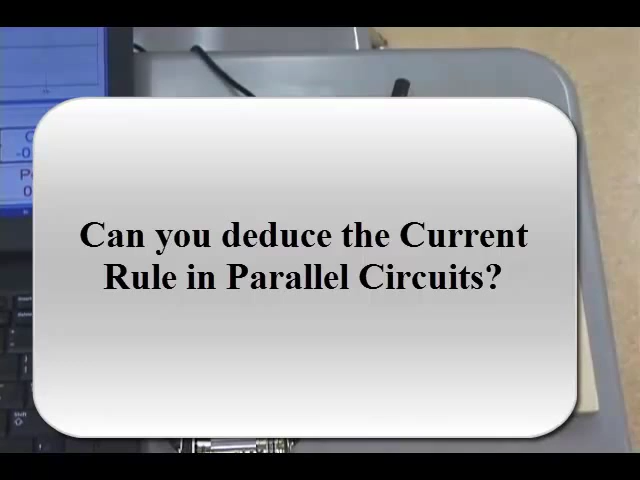 Can you deduce the Current
Rule in Parallel Circuits?